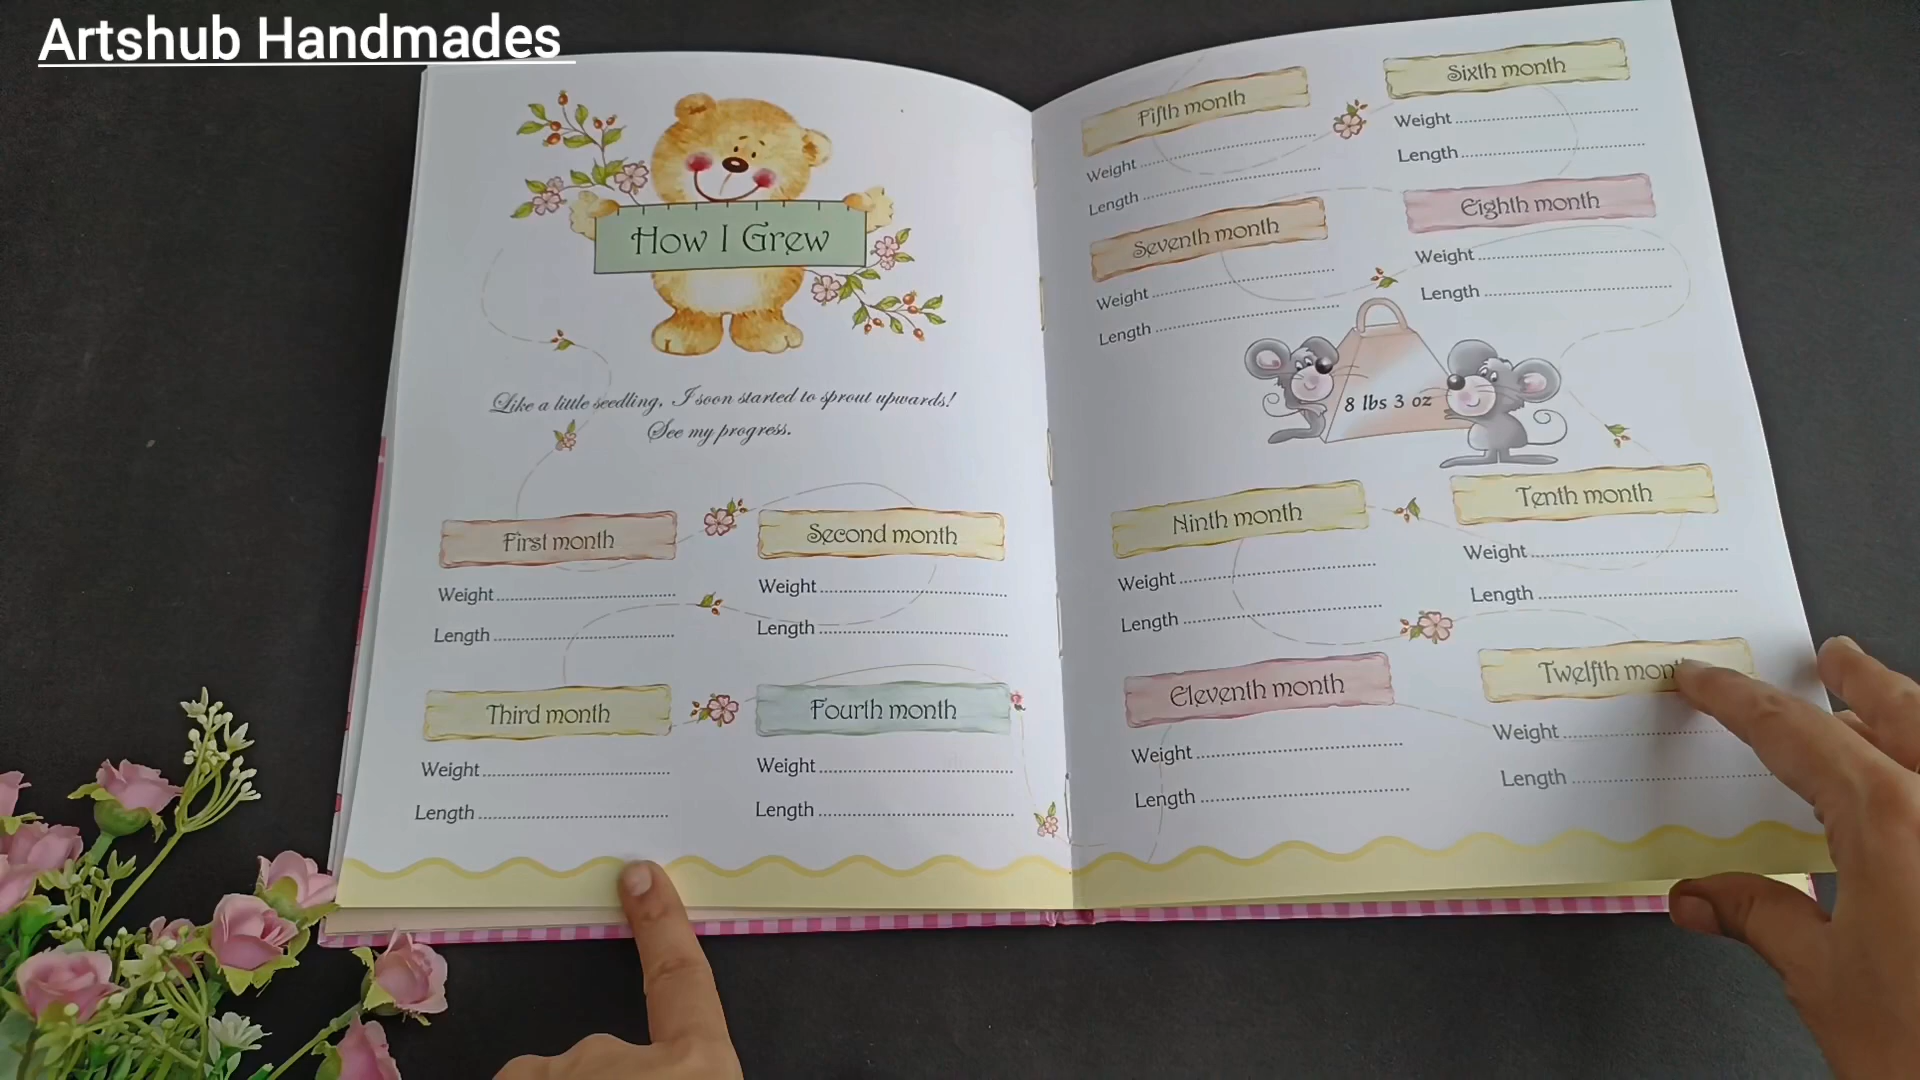 Artshub Handmades
How I Grew
Like a little seedling, I soon started to sprout upwards!
See my progress.
First month
Weight
Length
Second month
Weight
Length
Third month
Weight
Length
Fourth month
Weight
Length
Fifth month
Weight
Length
Sixth month
Weight
Length
Seventh month
Weight
Length
Eighth month
Weight
Length
8 lbs 3 oz
Ninth month
Weight
Length
Tenth month
Weight
Length
Eleventh month
Weight
Length
Twelfth month
Weight
Length